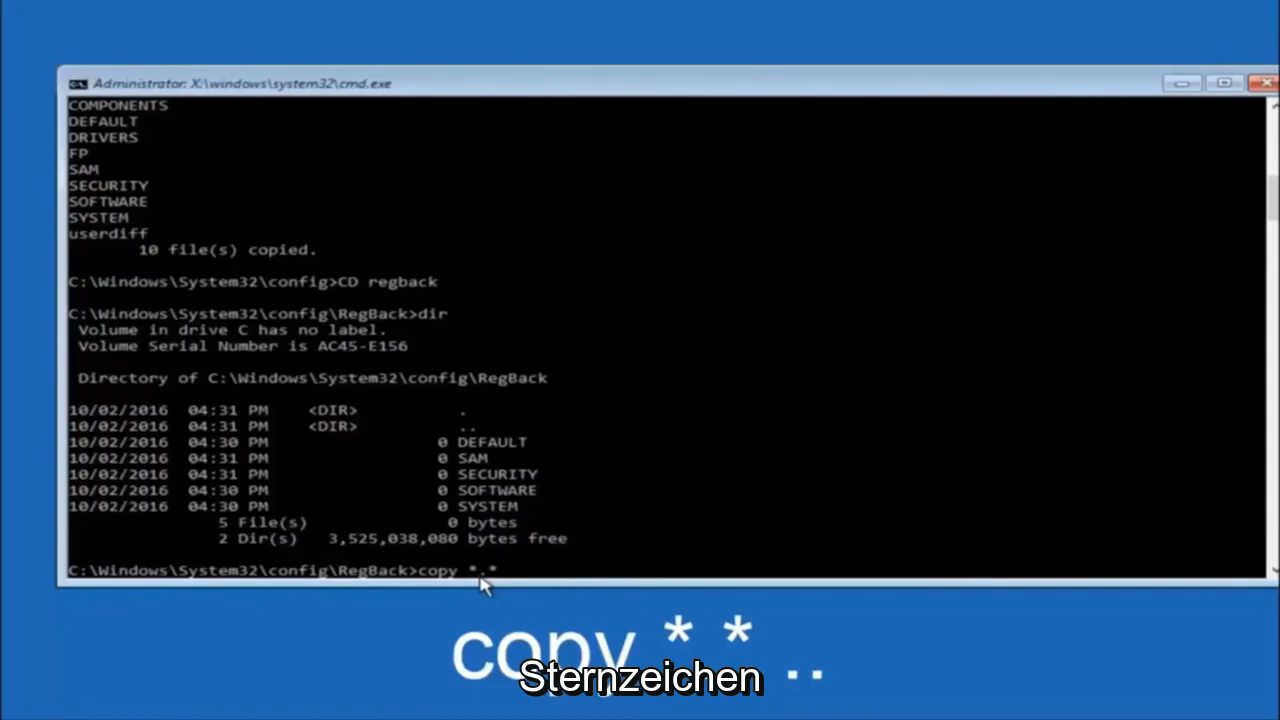 Administrator: X:\windows\system32\cmd.exe
COMPONENTS
DEFAULT
DRIVERS
FP
SAM
SECURITY
SOFTWARE
SYSTEM
userdiff
10 file(s) copied.
C:\Windows\System32\config>CD regback
C:\Windows\System32\config\RegBack>dir
Volume in drive C has no label.
Volume Serial Number is AC45-E156
Directory of C:\Windows\System32\config\RegBack
10/02/2016 04:31 PM <DIR> .
10/02/2016 04:31 PM <DIR> ..
10/02/2016 04:30 PM 0 DEFAULT
10/02/2016 04:31 PM 0 SAM
10/02/2016 04:31 PM 0 SECURITY
10/02/2016 04:30 PM 0 SOFTWARE
10/02/2016 04:30 PM 0 SYSTEM
5 File(s) 0 bytes
2 Dir(s) 3,525,038,080 bytes free
C:\Windows\System32\config\RegBack>copy *.*
copy * * ..
Sternzeichen